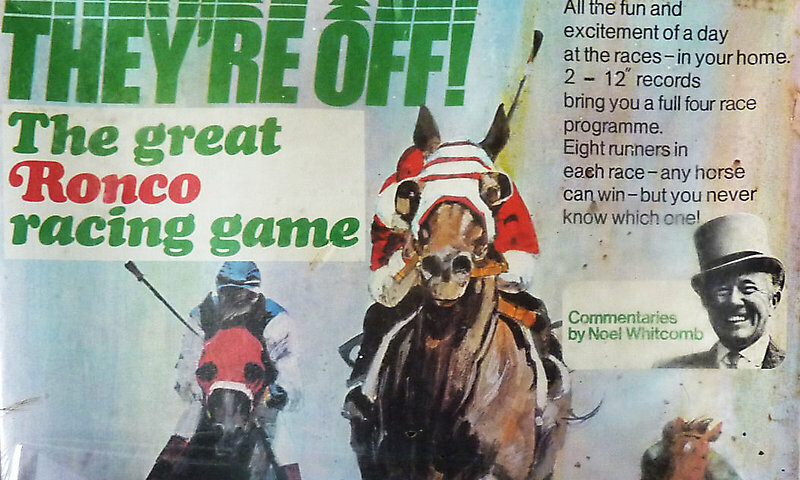 THEY'RE OFF!
The great
Ronco
racing game
All the fun and
excitement of a day
at the races–in your home.
2 – 12" records
bring you a full four race
programme.
Eight runners in
each race–any horse
can win–but you never
know which one!
Commentaries
by Noel Whitcomb